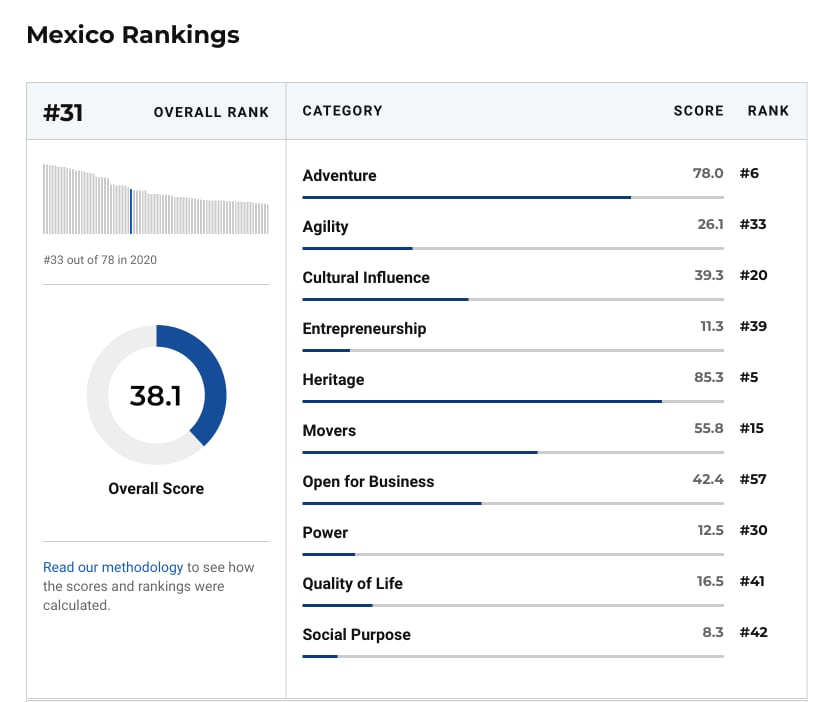 Mexico Rankings
#31 OVERALL RANK
#33 out of 78 in 2020
38.1
Overall Score
Read our methodology to see how
the scores and rankings were
calculated.
CATEGORY SCORE RANK
Adventure 78.0 #6
Agility 26.1 #33
Cultural Influence 39.3 #20
Entrepreneurship 11.3 #39
Heritage 85.3 #5
Movers 55.8 #15
Open for Business 42.4 #57
Power 12.5 #30
Quality of Life 16.5 #41
Social Purpose 8.3 #42